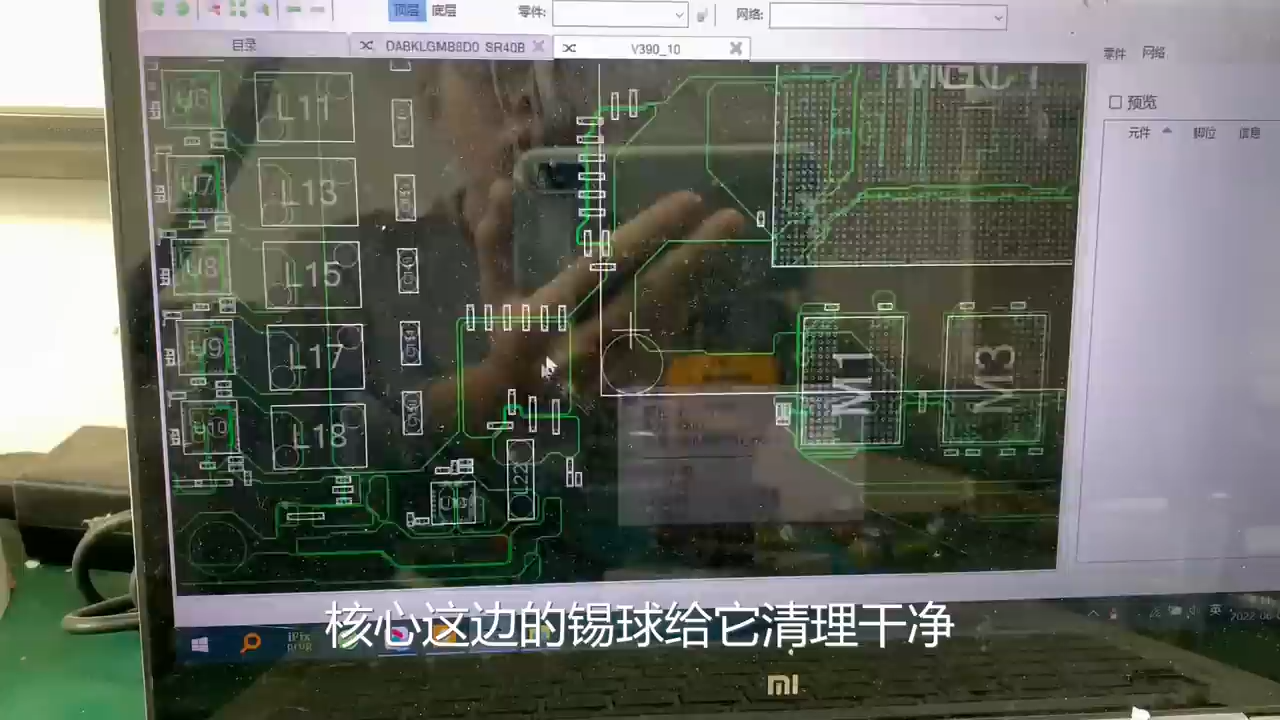 顶层 底层 零件: 网络:
目录 DABKLGMB8D0 SR40B V390_10
零件 网络
预览
元件 脚位 信息
U6 L11
U7 L13
U8 L15
U9 L17
U10 L18
L22
M1 M3
核心这边的锡球给它清理干净
英
mi